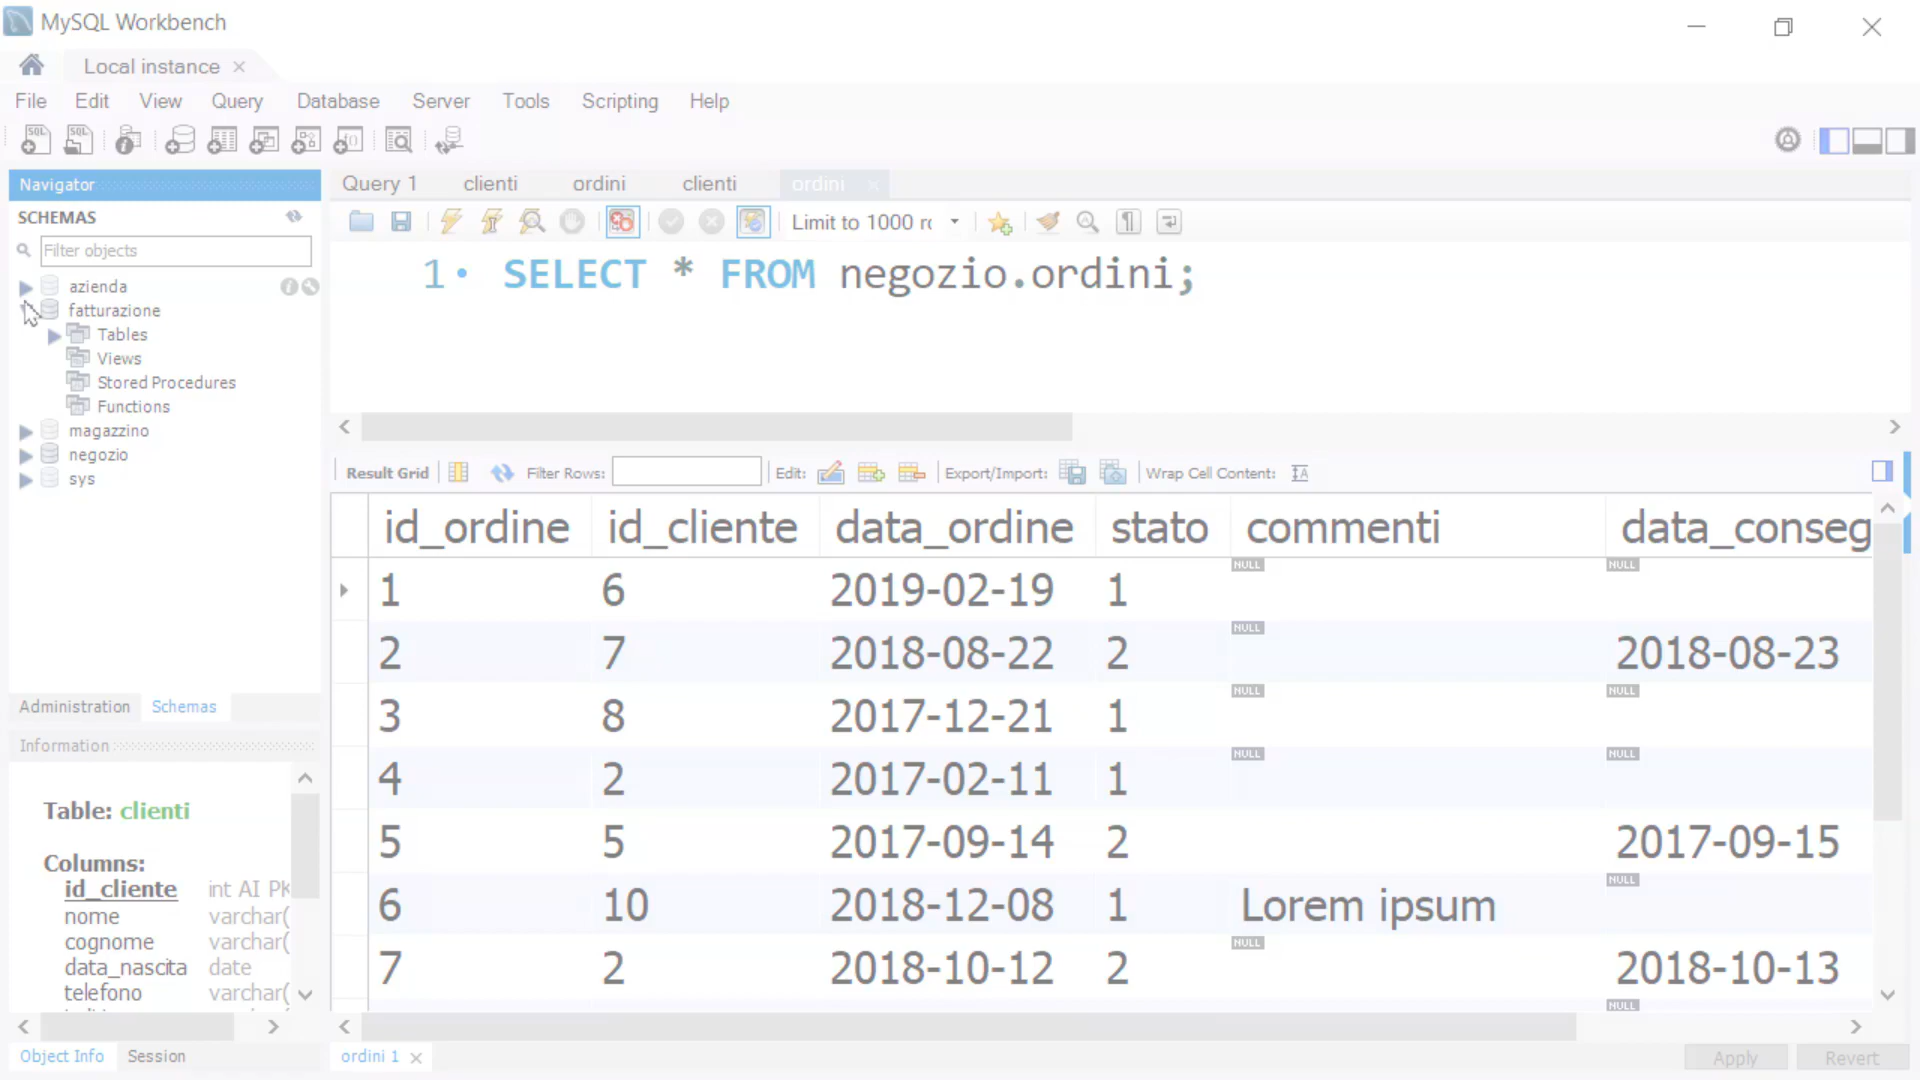 MySQL Workbench
Local instance
File Edit View Query Database Server Tools Scripting Help
Navigator
SCHEMAS
Filter objects
azienda
fatturazione
Tables
Views
Stored Procedures
Functions
magazzino
negozio
sys
Administration Schemas
Information
Table: clienti
Columns:
id_cliente int AI PK
nome varchar(
cognome varchar(
data_nascita date
telefono varchar(
Object Info Session
Query 1 clienti ordini clienti ordini
Limit to 1000 r
1 SELECT * FROM negozio.ordini;
Result Grid Filter Rows: Edit: Export/Import: Wrap Cell Content:
id_ordine id_cliente data_ordine stato commenti data_conseg
1 6 2019-02-19 1 NULL NULL
2 7 2018-08-22 2 NULL 2018-08-23
3 8 2017-12-21 1 NULL NULL
4 2 2017-02-11 1 NULL NULL
5 5 2017-09-14 2 2017-09-15
6 10 2018-12-08 1 Lorem ipsum NULL
7 2 2018-10-12 2 NULL 2018-10-13
NULL
ordini 1
Apply Revert